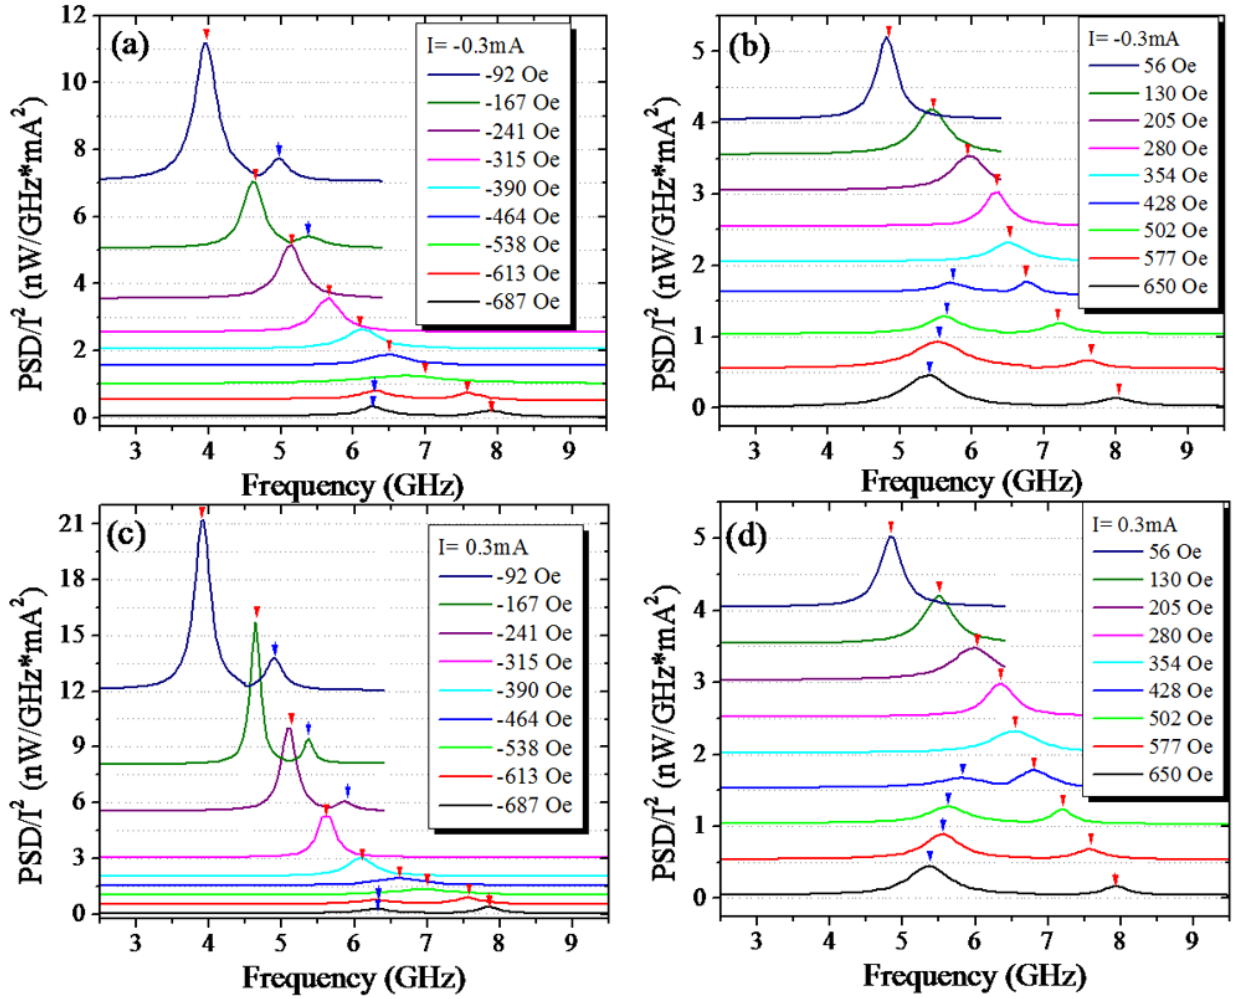 (a)
I= -0.3mA
-92 Oe
-167 Oe
-241 Oe
-315 Oe
-390 Oe
-464 Oe
-538 Oe
-613 Oe
-687 Oe
12
10
8
6
4
2
0
PSD/I² (nW/GHz*mA²)
3 4 5 6 7 8 9
Frequency (GHz)
(b)
I= -0.3mA
56 Oe
130 Oe
205 Oe
280 Oe
354 Oe
428 Oe
502 Oe
577 Oe
650 Oe
5
4
3
2
1
0
PSD/I² (nW/GHz*mA²)
3 4 5 6 7 8 9
Frequency (GHz)
(c)
I= 0.3mA
-92 Oe
-167 Oe
-241 Oe
-315 Oe
-390 Oe
-464 Oe
-538 Oe
-613 Oe
-687 Oe
21
18
15
12
9
6
3
0
PSD/I² (nW/GHz*mA²)
3 4 5 6 7 8 9
Frequency (GHz)
(d)
I= 0.3mA
56 Oe
130 Oe
205 Oe
280 Oe
354 Oe
428 Oe
502 Oe
577 Oe
650 Oe
5
4
3
2
1
0
PSD/I² (nW/GHz*mA²)
3 4 5 6 7 8 9
Frequency (GHz)